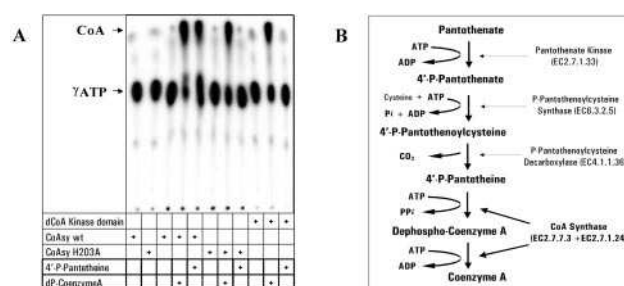 A
CoA
γATP
dCoA Kinase domain
CoAsy wt
CoAsy H203A
4'-P-Pantetheine
dP-CoenzymeA
B
Pantothenate
ATP
ADP
Pantothenate Kinase
(EC2.7.1.33)
4'-P-Pantothenate
Cysteine + ATP
Pi + ADP
P-Pantothenoylcysteine
Synthase (EC6.3.2.5)
4'-P-Pantothenoylcysteine
CO₂
P-Pantothenoylcysteine
Decarboxylase (EC4.1.1.36)
4'-P-Pantotheine
ATP
PPi
Dephospho-Coenzyme A
CoA Synthase
(EC2.7.7.3 +EC2.7.1.24)
ATP
ADP
Coenzyme A